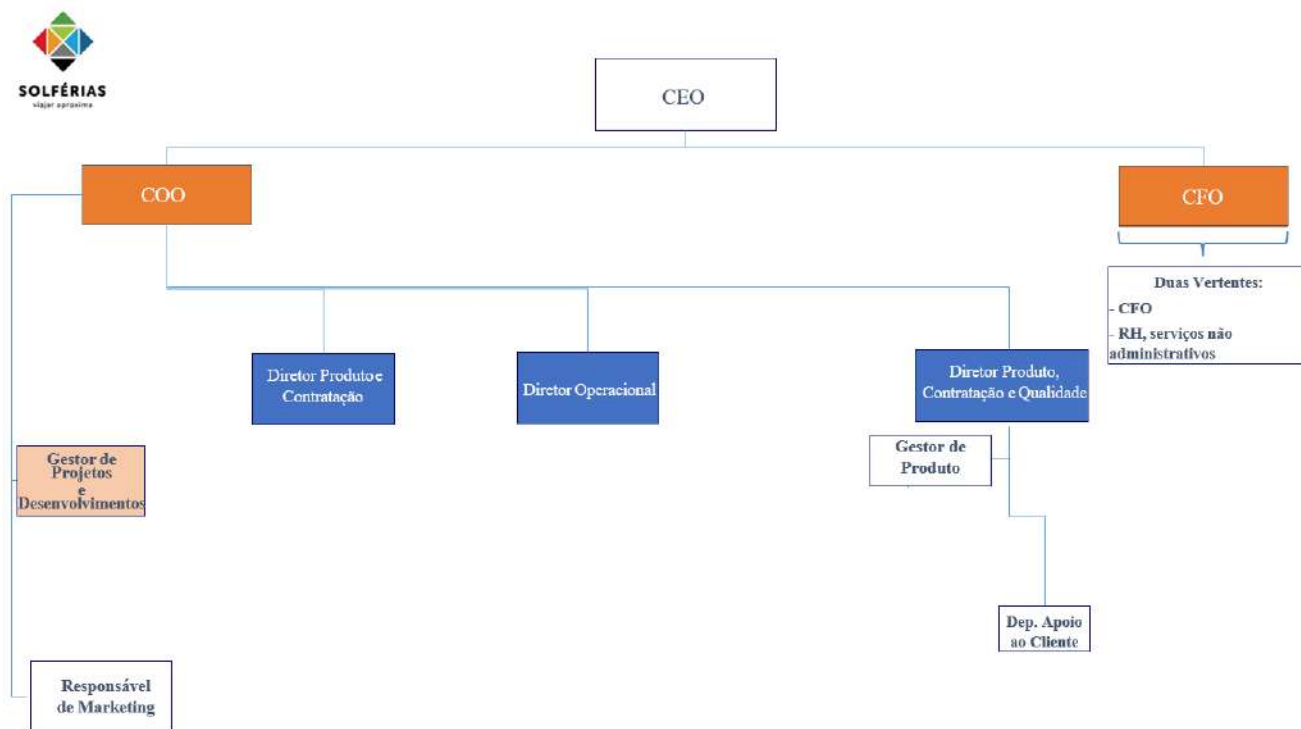 SOLFÉRIAS
viajar aproxima
CEO
COO
CFO
Duas Vertentes:
- CFO
- RH, serviços não
administrativos
Diretor Produto e
Contratação
Diretor Operacional
Diretor Produto,
Contratação e Qualidade
Gestor de
Projetos
e
Desenvolvimentos
Gestor de
Produto
Dep. Apoio
ao Cliente
Responsável
de Marketing